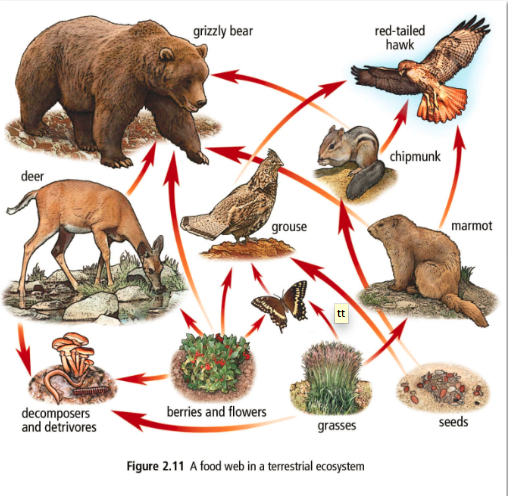 grizzly bear
red-tailed
hawk
chipmunk
deer
grouse
marmot
tt
decomposers
and detrivores
berries and flowers
grasses
seeds
Figure 2.11 A food web in a terrestrial ecosystem